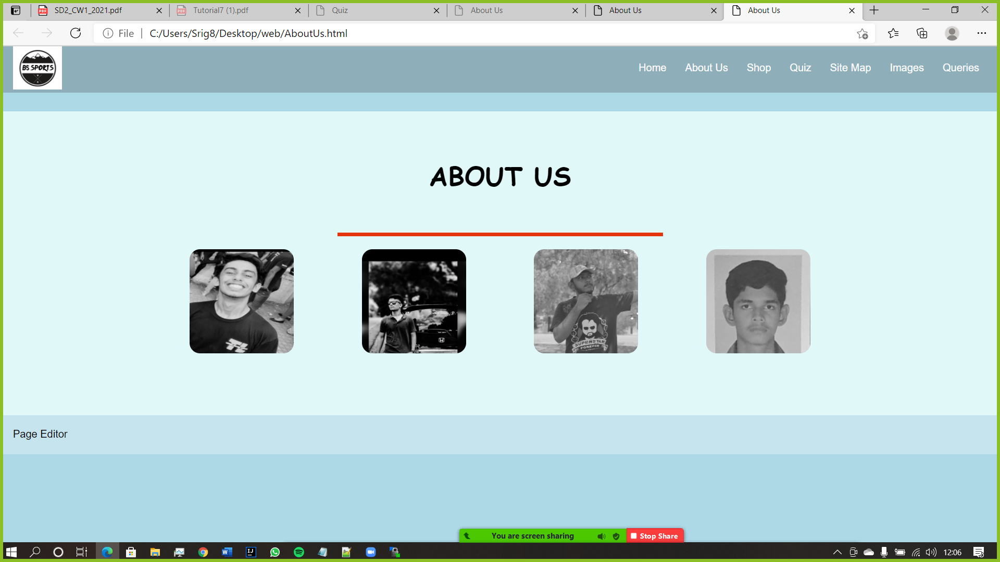 SD2_CW1_2021.pdf
Tutorial7 (1).pdf
Quiz
About Us
About Us
About Us
File
C:/Users/Srig8/Desktop/web/AboutUs.html
BS SPORTS
Home
About Us
Shop
Quiz
Site Map
Images
Queries
ABOUT US
SUPERSTAR
FOREVER
Page Editor
You are screen sharing
Stop Share
12:06